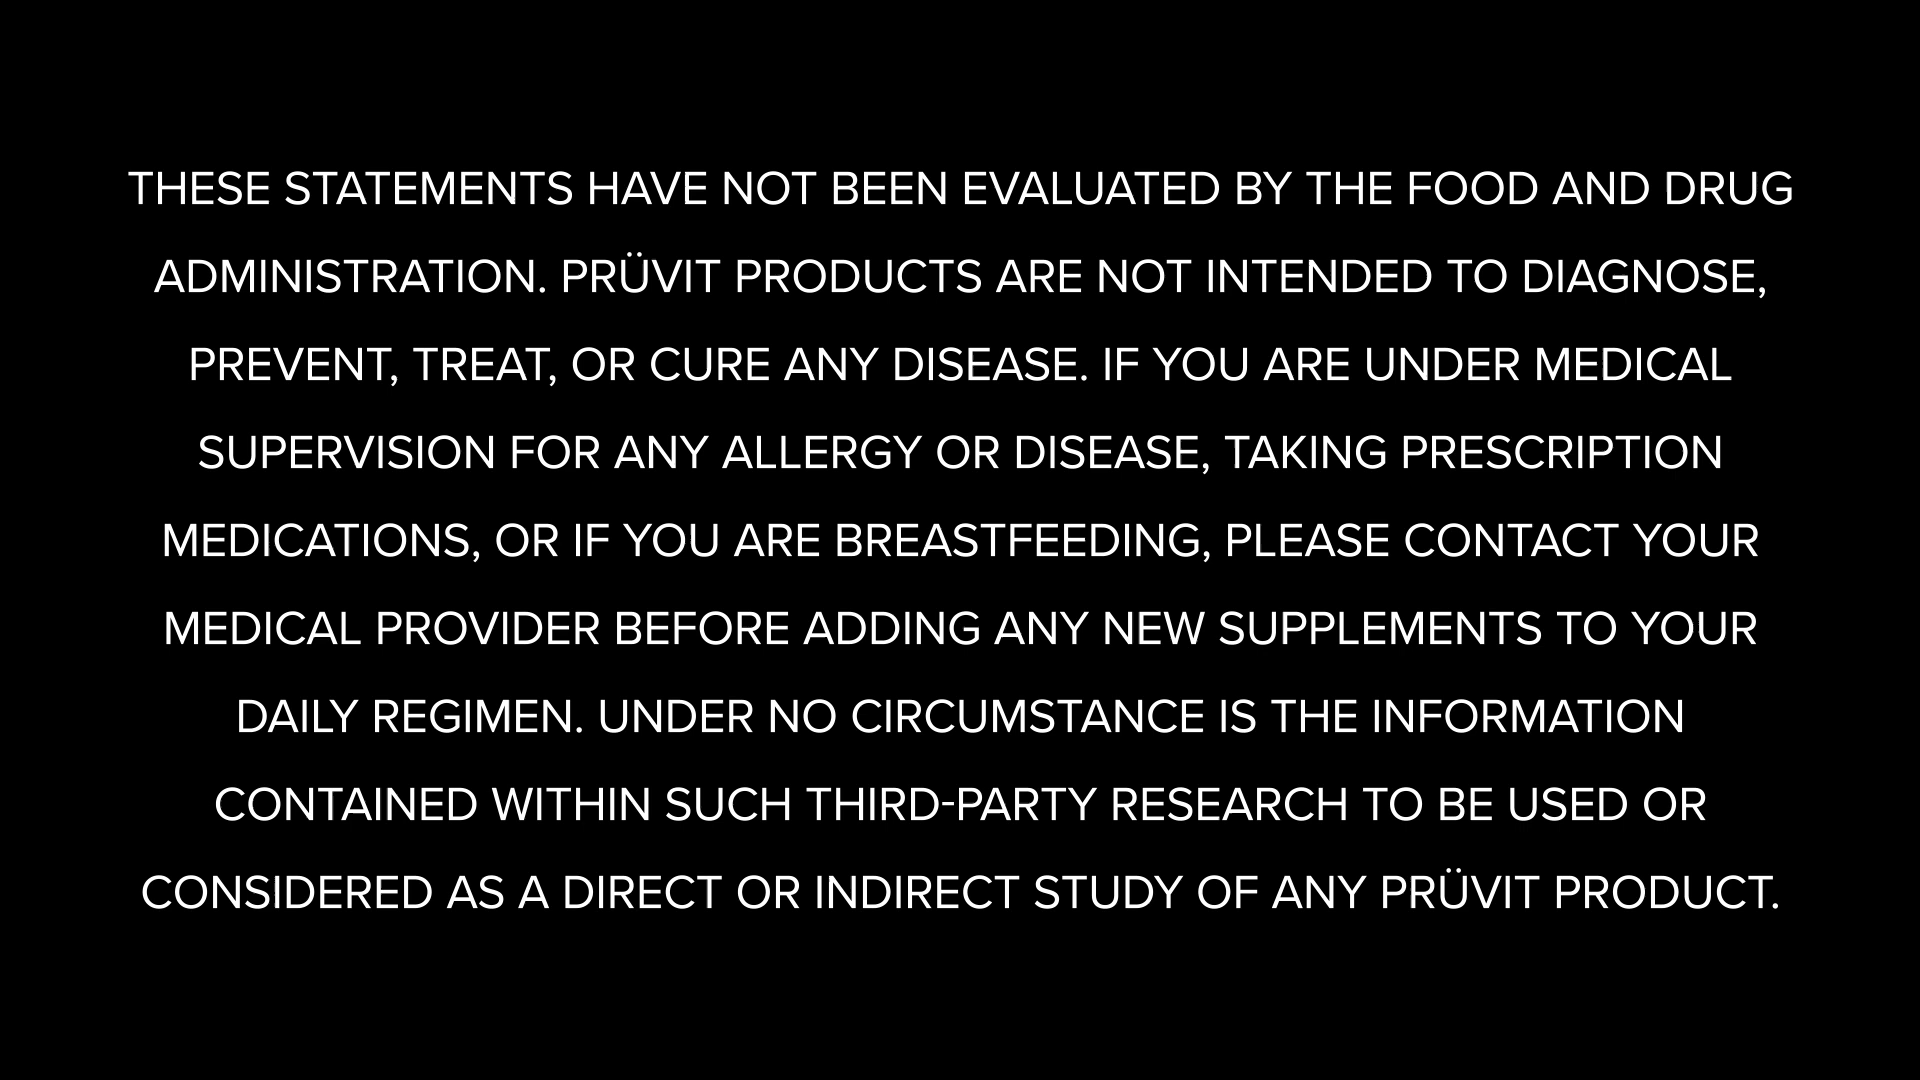 THESE STATEMENTS HAVE NOT BEEN EVALUATED BY THE FOOD AND DRUG
ADMINISTRATION. PRÜVIT PRODUCTS ARE NOT INTENDED TO DIAGNOSE,
PREVENT, TREAT, OR CURE ANY DISEASE. IF YOU ARE UNDER MEDICAL
SUPERVISION FOR ANY ALLERGY OR DISEASE, TAKING PRESCRIPTION
MEDICATIONS, OR IF YOU ARE BREASTFEEDING, PLEASE CONTACT YOUR
MEDICAL PROVIDER BEFORE ADDING ANY NEW SUPPLEMENTS TO YOUR
DAILY REGIMEN. UNDER NO CIRCUMSTANCE IS THE INFORMATION
CONTAINED WITHIN SUCH THIRD-PARTY RESEARCH TO BE USED OR
CONSIDERED AS A DIRECT OR INDIRECT STUDY OF ANY PRÜVIT PRODUCT.